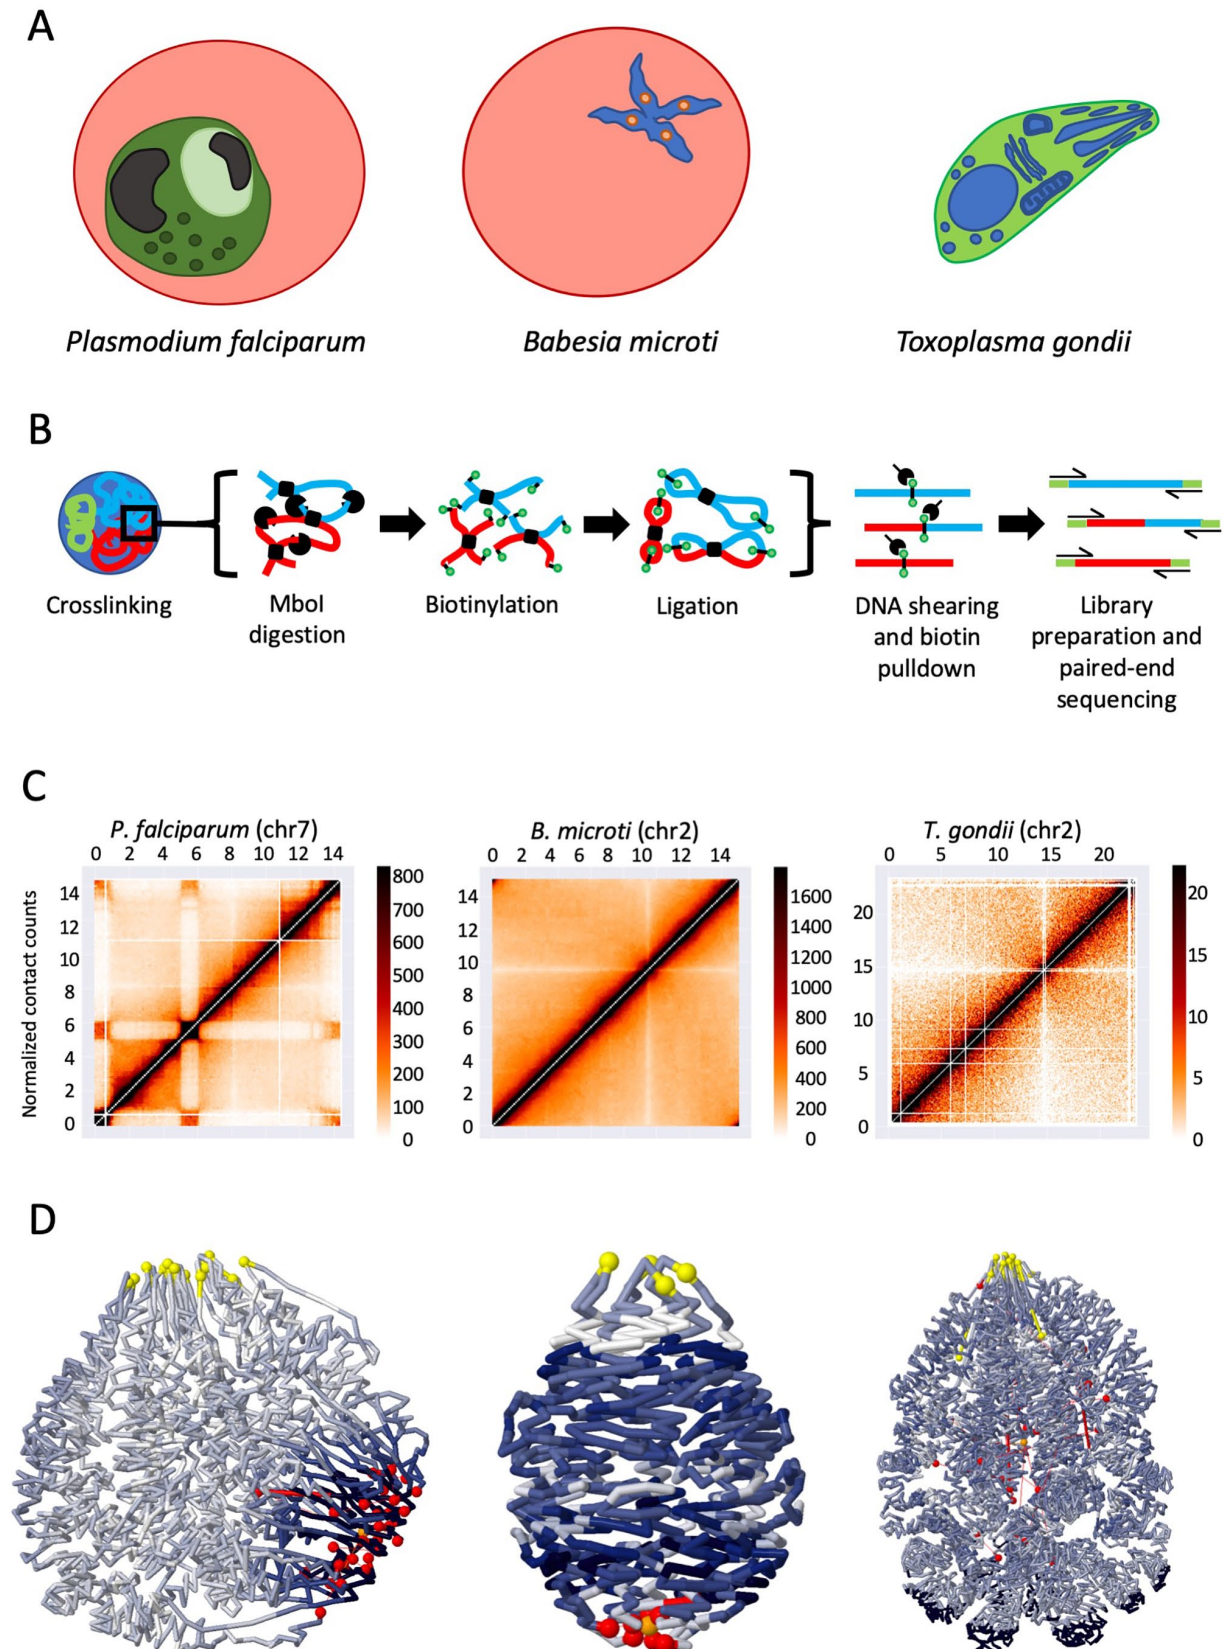 A
Plasmodium falciparum
Babesia microti
Toxoplasma gondii
B
Crosslinking
MboI
digestion
Biotinylation
Ligation
DNA shearing
and biotin
pulldown
Library
preparation and
paired-end
sequencing
C
P. falciparum (chr7)
0 2 4 6 8 10 12 14
Normalized contact counts
14
12
10
8
6
4
2
0
800
700
600
500
400
300
200
100
0
B. microti (chr2)
0 2 4 6 8 10 12 14
14
12
10
8
6
4
2
0
1600
1400
1200
1000
800
600
400
200
0
T. gondii (chr2)
0 5 10 15 20
20
15
10
5
0
20
15
10
5
0
D